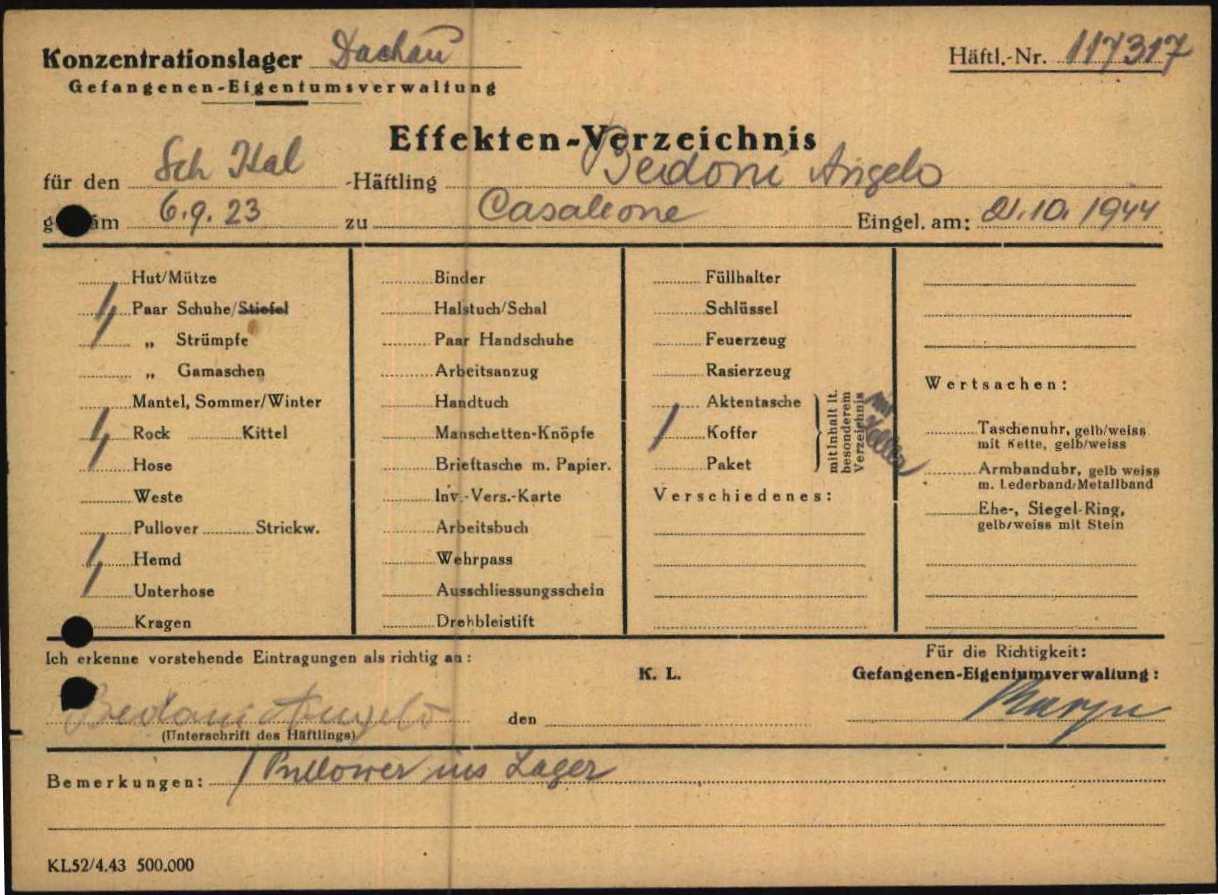 Konzentrationslager Dachau
Häftl.-Nr. 117317
Gefangenen-Eigentumsverwaltung
Effekten-Verzeichnis
für den Sch Ital -Häftling Bedoni Angelo
am 6.9.23 zu Casaleone Eingel. am: 21.10.1944
Hut/Mütze
1 Paar Schuhe/Stiefel
1 „ Strümpfe
„ Gamaschen
Mantel, Sommer/Winter
1 Rock Kittel
1 Hose
Weste
Pullover Strickw.
1 Hemd
1 Unterhose
Kragen
Binder
Halstuch/Schal
Paar Handschuhe
Arbeitsanzug
Handtuch
Manschetten-Knöpfe
Brieftasche m. Papier.
Inv.-Vers.-Karte
Arbeitsbuch
Wehrpass
Ausschliessungsschein
Drehbleistift
Füllhalter
Schlüssel
Feuerzeug
Rasierzeug
Aktentasche
1 Koffer
Paket
mit Inhalt lt.
besonderem
Verzeichnis
Verschiedenes:
Wertsachen:
Taschenuhr, gelb/weiss
mit Kette, gelb/weiss
Armbanduhr, gelb weiss
m. Lederband/Metallband
Ehe-, Siegel-Ring,
gelb/weiss mit Stein
Ich erkenne vorstehende Eintragungen als richtig an:
K. L.
Für die Richtigkeit:
Gefangenen-Eigentumsverwaltung:
Bedoni Angelo den
(Unterschrift des Häftlings)
Bemerkungen: 1 Pullower ins Lager
KL52/4.43 500.000